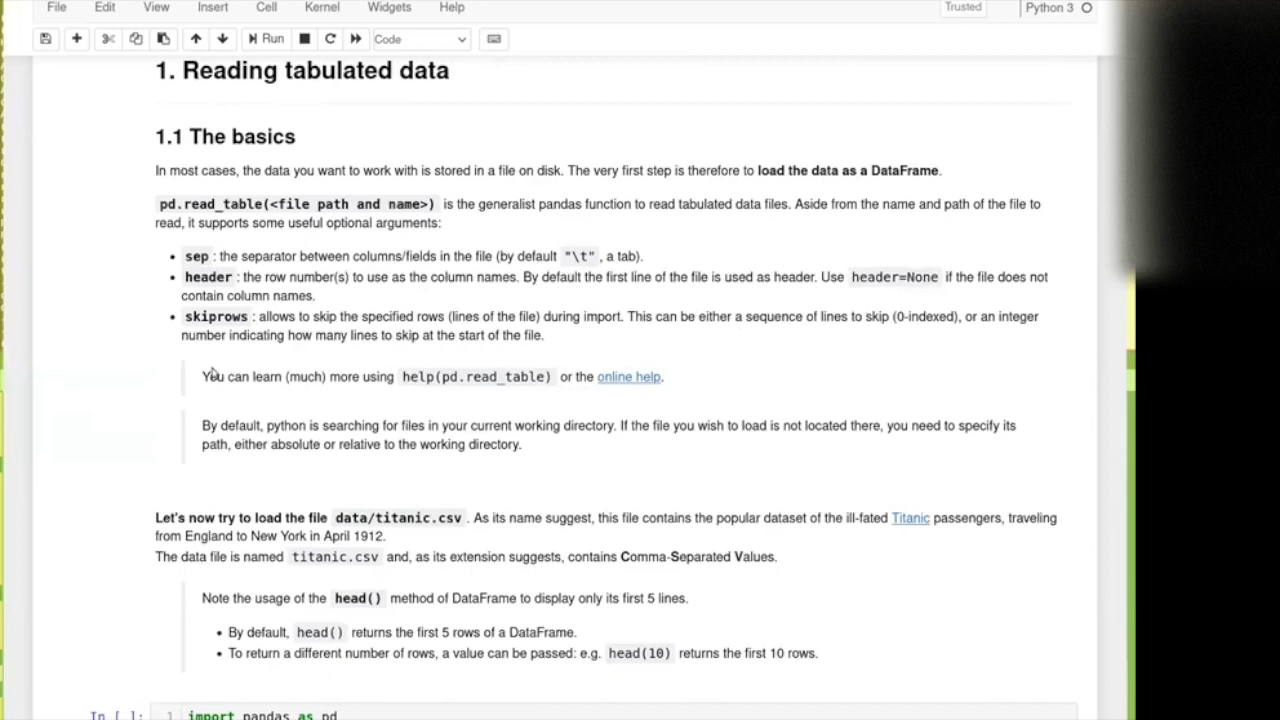 File Edit View Insert Cell Kernel Widgets Help Trusted Python 3
Run Code
1. Reading tabulated data
1.1 The basics
In most cases, the data you want to work with is stored in a file on disk. The very first step is therefore to load the data as a DataFrame.
pd.read_table(<file path and name>) is the generalist pandas function to read tabulated data files. Aside from the name and path of the file to
read, it supports some useful optional arguments:
• sep : the separator between columns/fields in the file (by default "\t" , a tab).
• header : the row number(s) to use as the column names. By default the first line of the file is used as header. Use header=None if the file does not
contain column names.
• skiprows : allows to skip the specified rows (lines of the file) during import. This can be either a sequence of lines to skip (0-indexed), or an integer
number indicating how many lines to skip at the start of the file.
You can learn (much) more using help(pd.read_table) or the online help.
By default, python is searching for files in your current working directory. If the file you wish to load is not located there, you need to specify its
path, either absolute or relative to the working directory.
Let's now try to load the file data/titanic.csv . As its name suggest, this file contains the popular dataset of the ill-fated Titanic passengers, traveling
from England to New York in April 1912.
The data file is named titanic.csv and, as its extension suggests, contains Comma-Separated Values.
Note the usage of the head() method of DataFrame to display only its first 5 lines.
• By default, head() returns the first 5 rows of a DataFrame.
• To return a different number of rows, a value can be passed: e.g. head(10) returns the first 10 rows.
In [ ]: 1 import pandas as pd